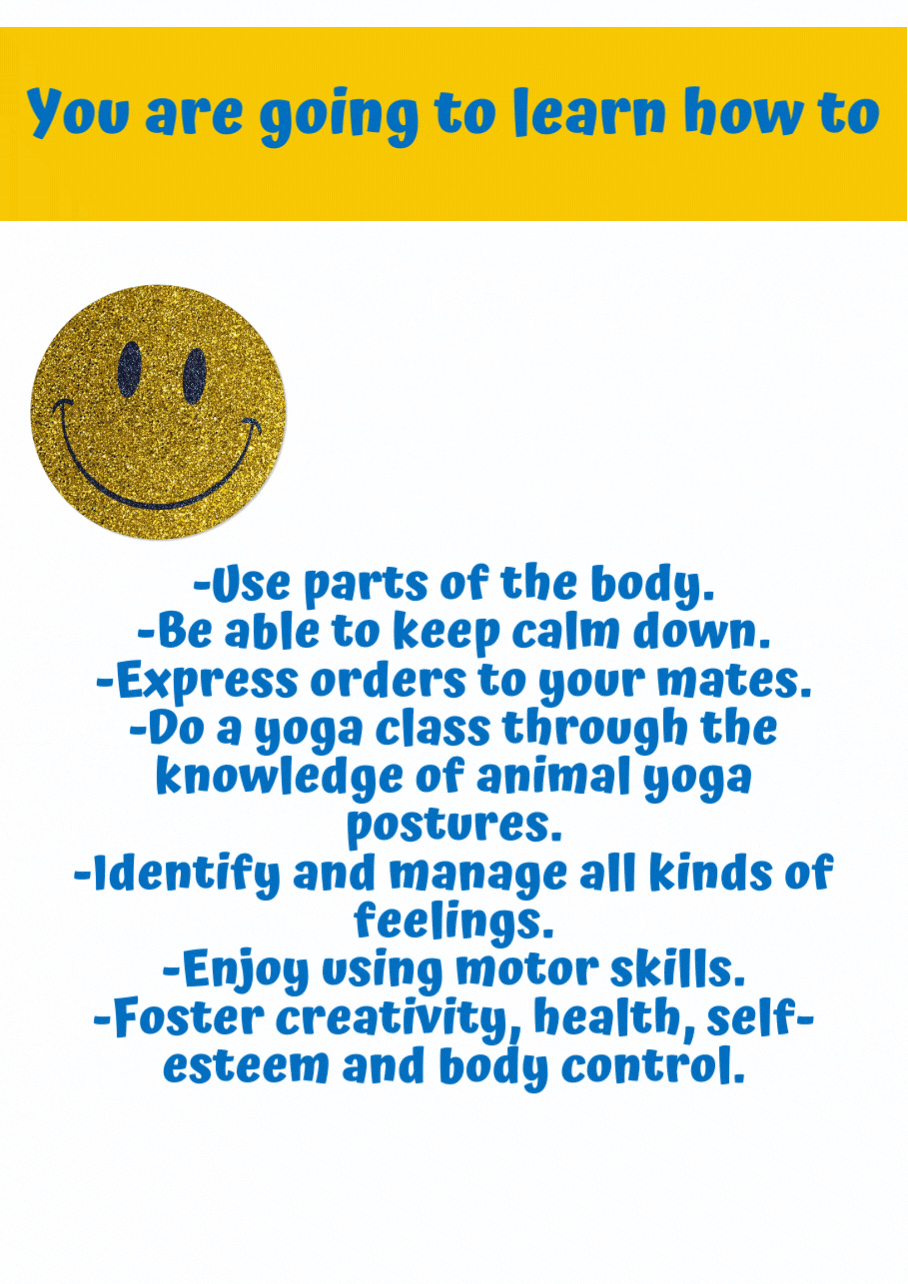 You are going to learn how to
-Use parts of the body.
-Be able to keep calm down.
-Express orders to your mates.
-Do a yoga class through the
knowledge of animal yoga
postures.
-Identify and manage all kinds of
feelings.
-Enjoy using motor skills.
-Foster creativity, health, self-
esteem and body control.